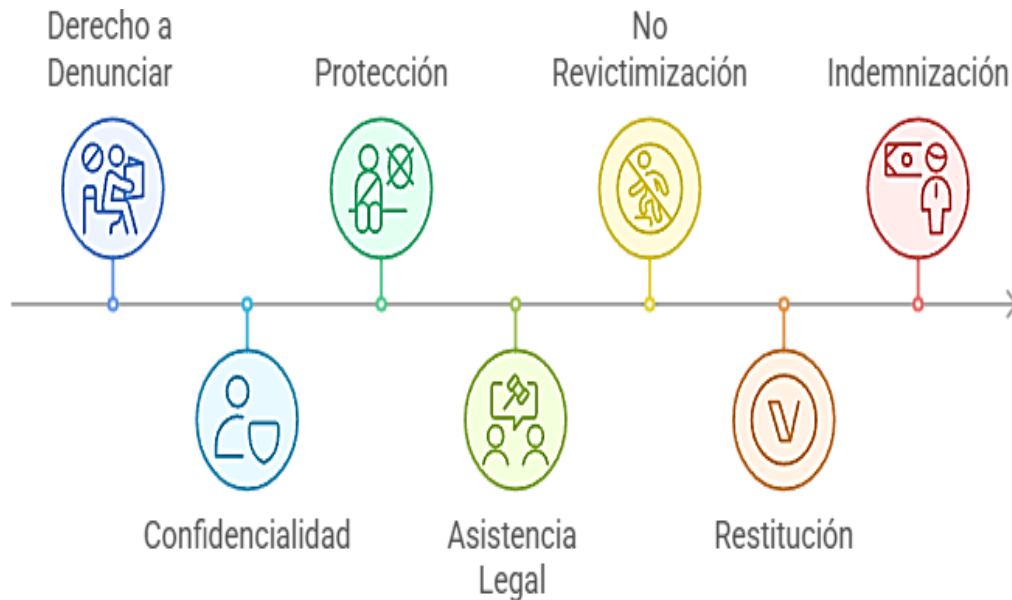 Derecho a
Denunciar
Protección
No
Revictimización
Indemnización
Confidencialidad
Asistencia
Legal
Restitución